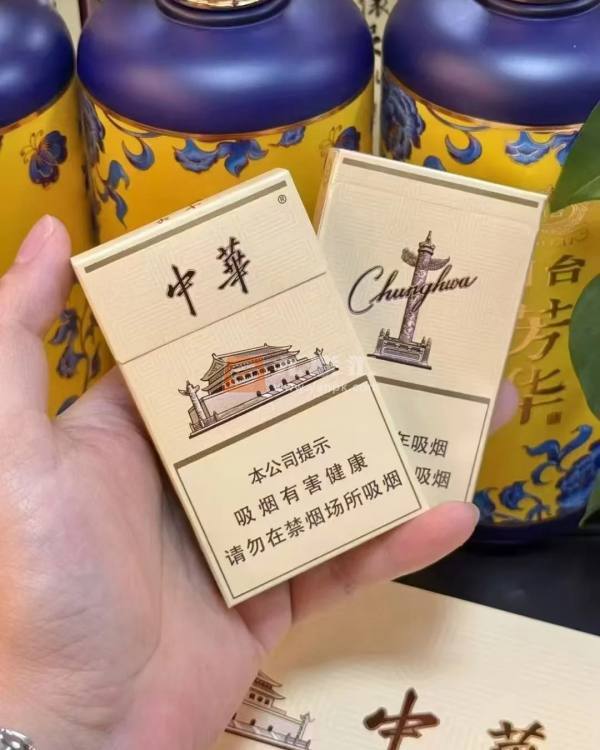 中華
®
Chunghwa
本公司提示
吸烟有害健康
请勿在禁烟场所吸烟
年吸烟
吸烟
台
芳华
中華